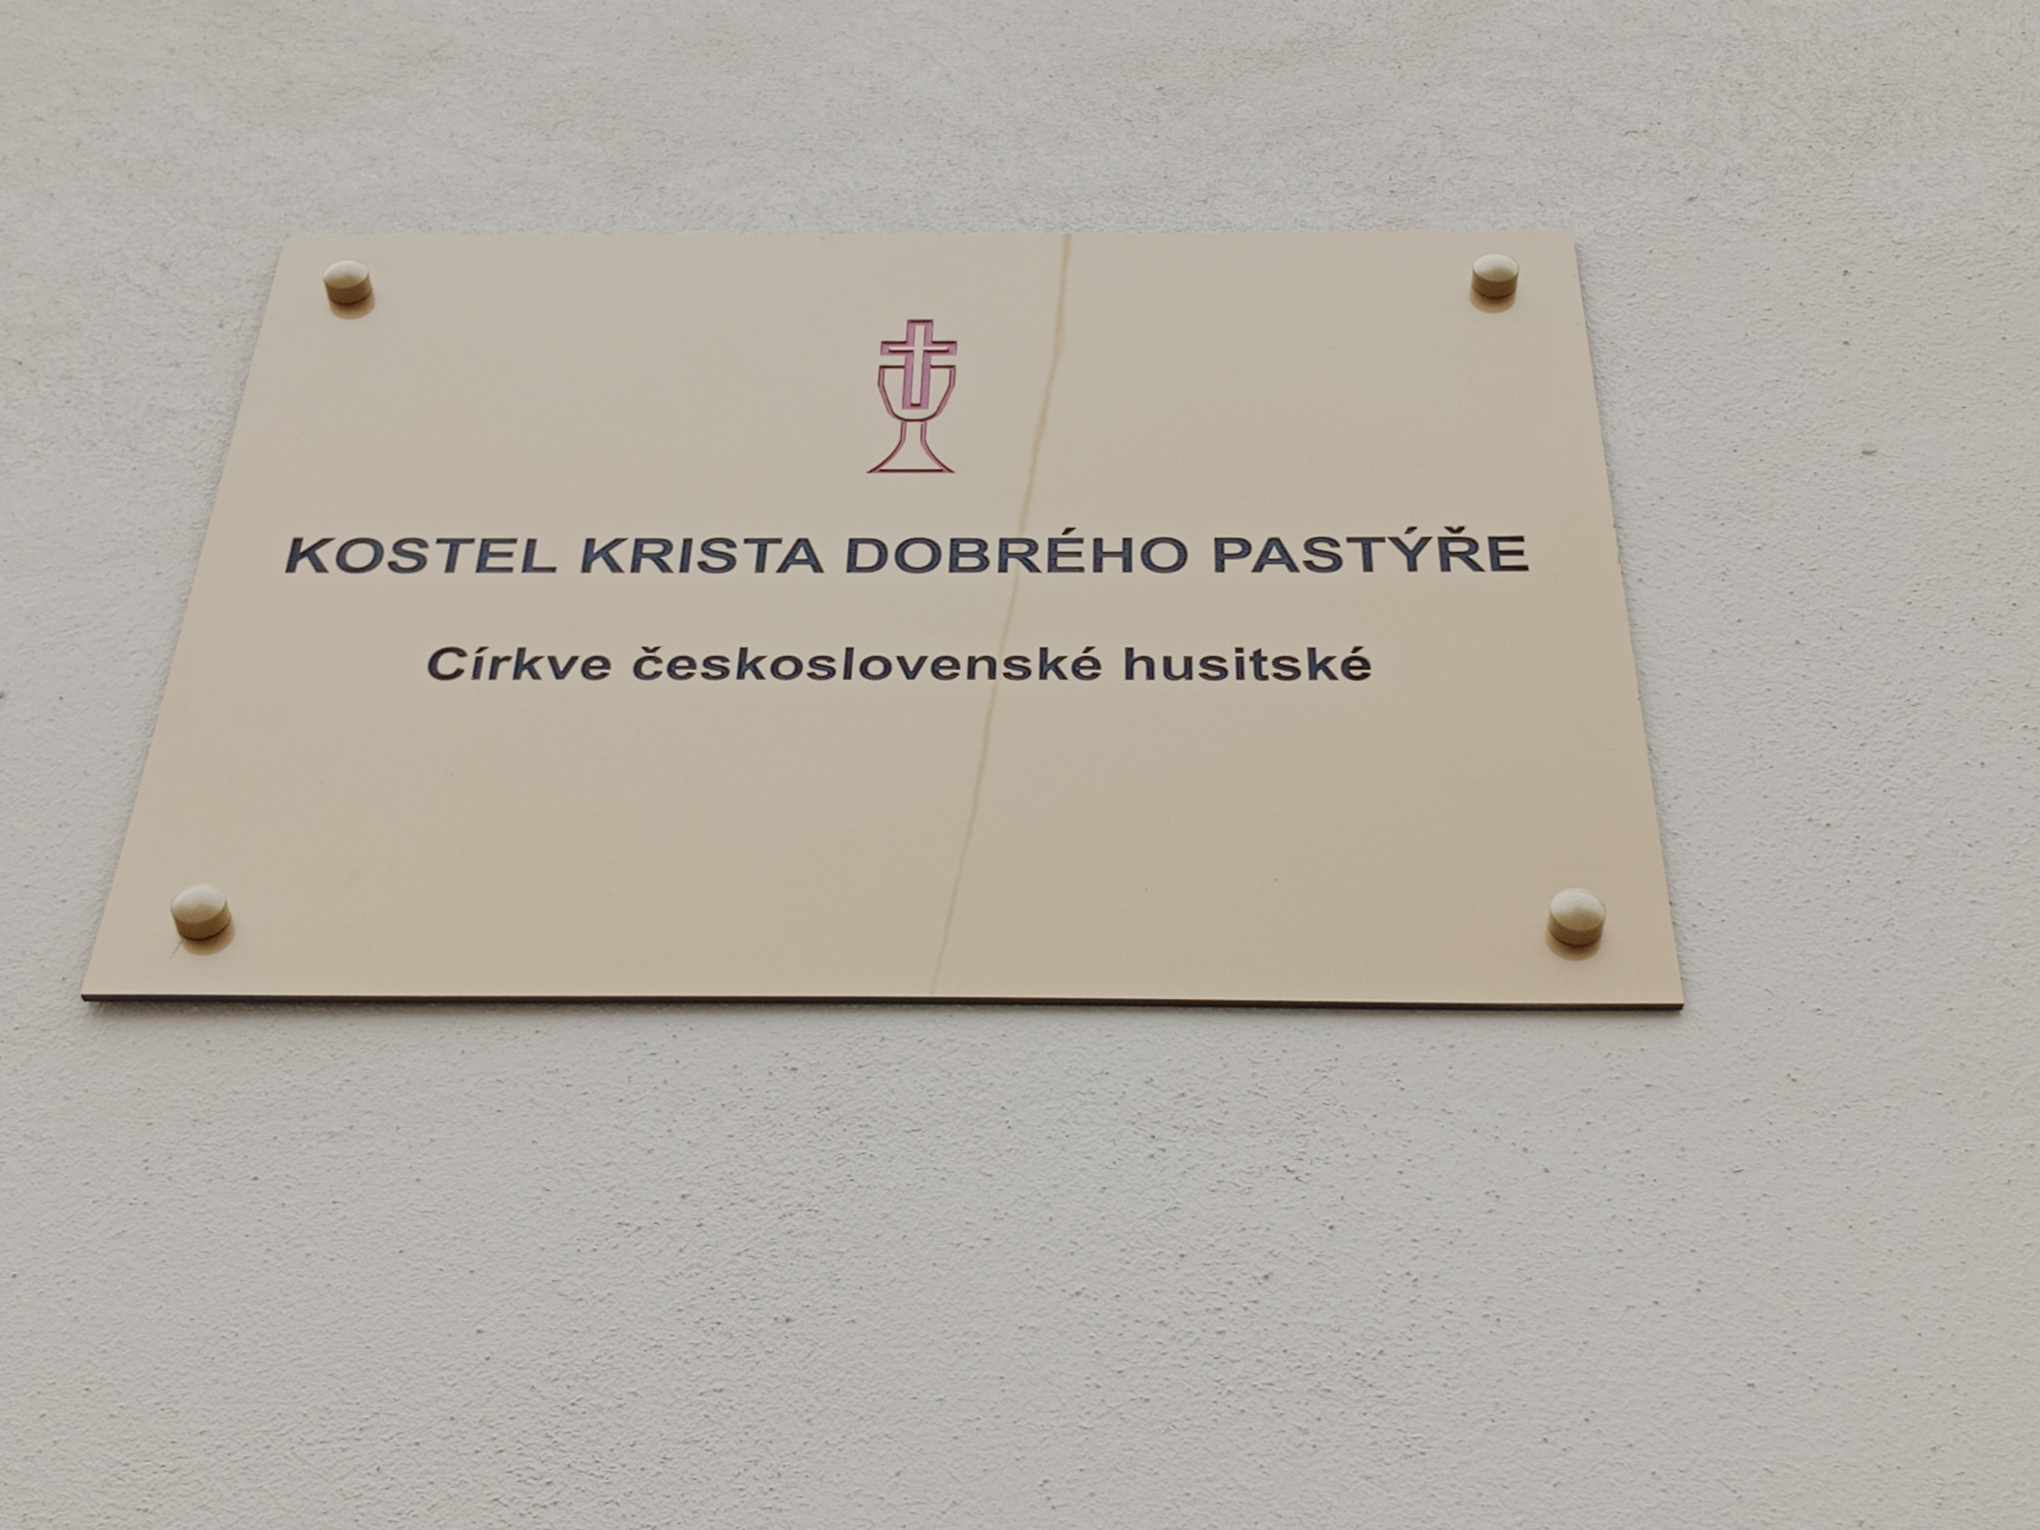 KOSTEL KRISTA DOBRÉHO PASTÝŘE
Církve československé husitské